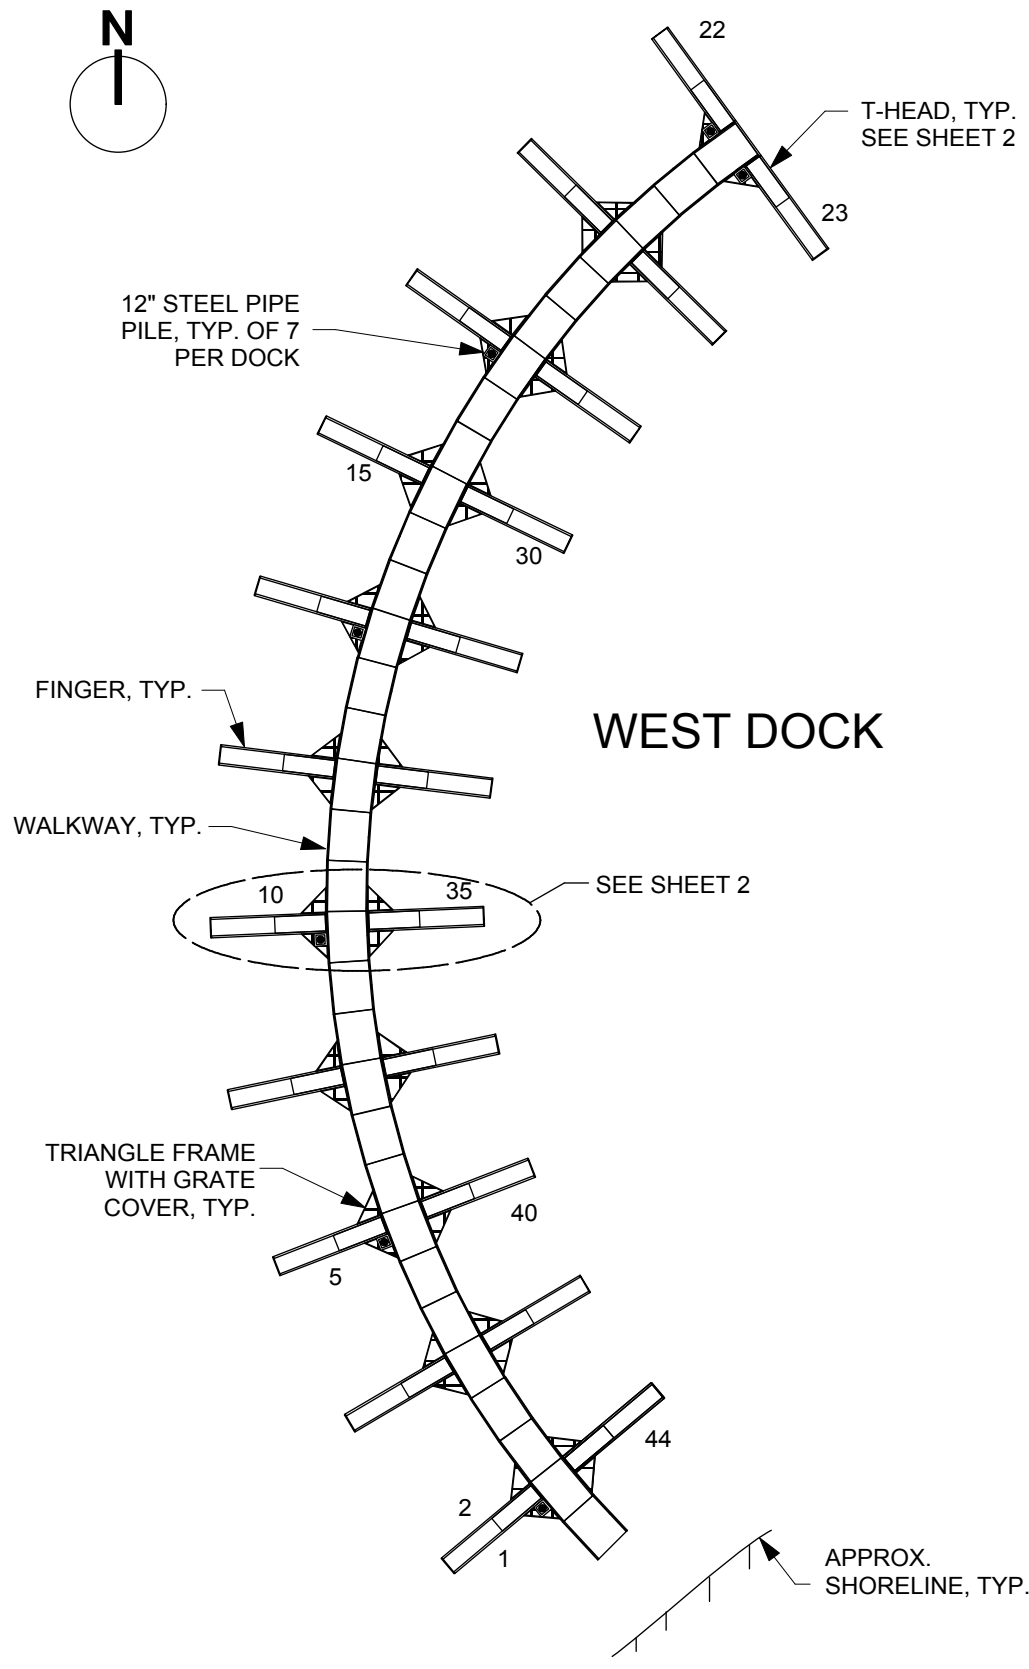 N
22
T-HEAD, TYP.
SEE SHEET 2
23
12" STEEL PIPE
PILE, TYP. OF 7
PER DOCK
15
30
FINGER, TYP.
WEST DOCK
WALKWAY, TYP.
10
35
SEE SHEET 2
TRIANGLE FRAME
WITH GRATE
COVER, TYP.
40
5
44
2
1
APPROX.
SHORELINE, TYP.